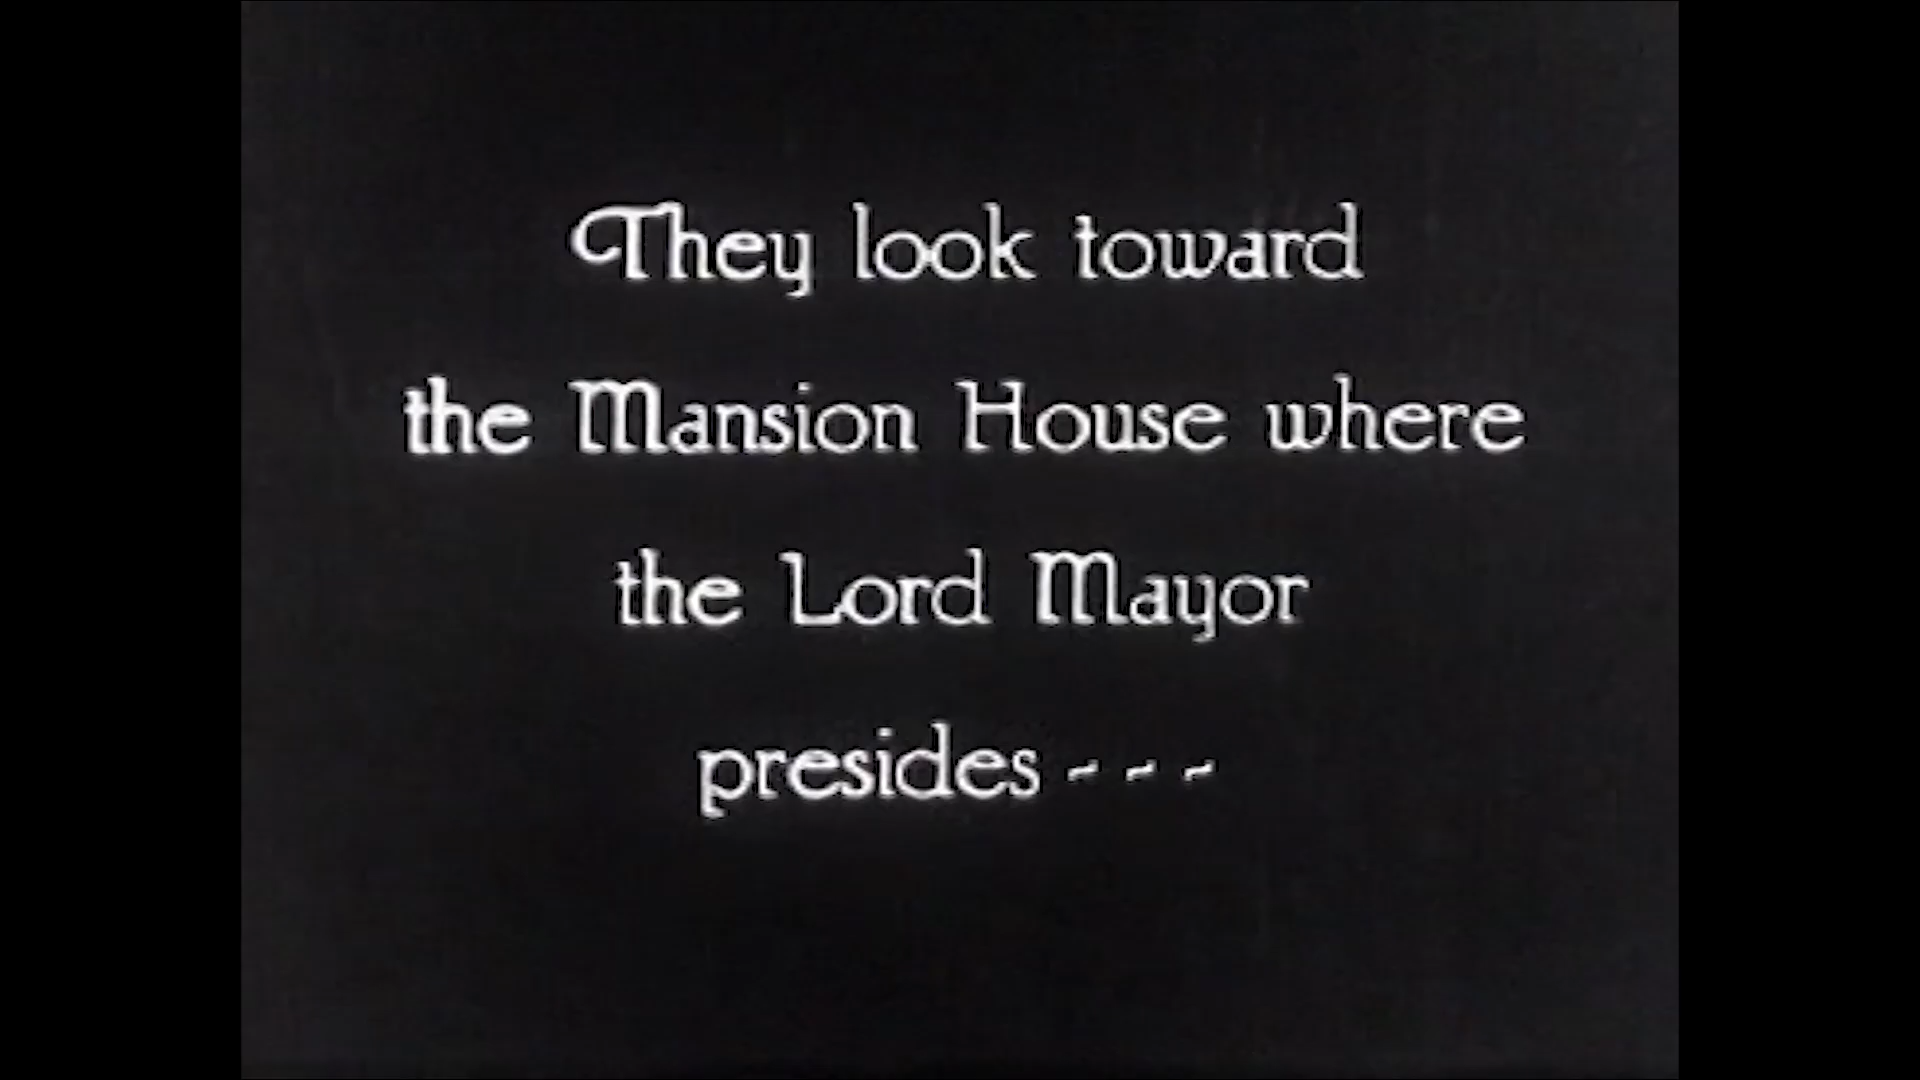 They look toward
the Mansion House where
the Lord Mayor
presides - - -